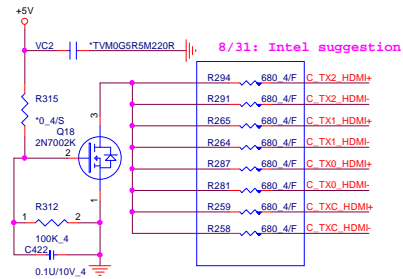 +5V
VC2 *TVM0G5R5M220R
8/31: Intel suggestion
R294 680_4/F C_TX2_HDMI+
R291 680_4/F C_TX2_HDMI-
R315
R265 680_4/F C_TX1_HDMI+
*0_4/S
3
Q18
R264 680_4/F C_TX1_HDMI-
2N7002K
2
R287 680_4/F C_TX0_HDMI+
R281 680_4/F C_TX0_HDMI-
1
R312
R259 680_4/F C_TXC_HDMI+
1 2
R258 680_4/F C_TXC_HDMI-
100K_4
C422
0.1U/10V_4